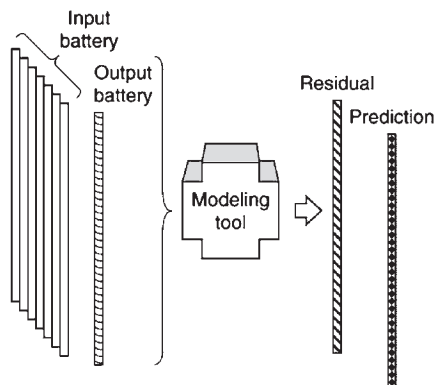 Input
battery
Output
battery
Modeling
tool
Residual
Prediction